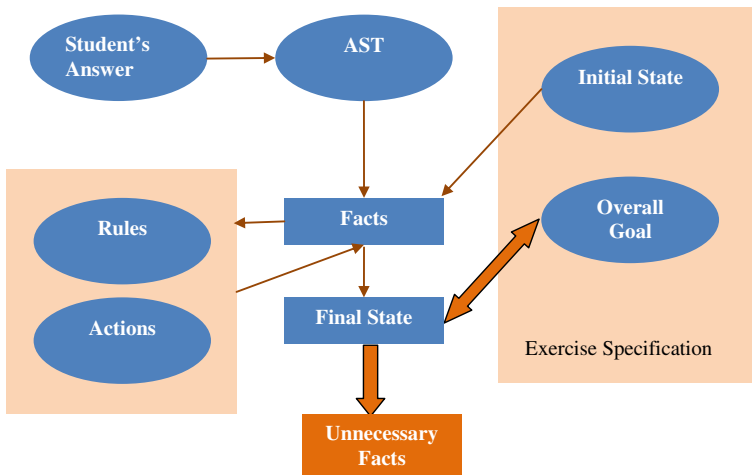 Student's
Answer
AST
Initial State
Rules
Facts
Overall
Goal
Actions
Final State
Exercise Specification
Unnecessary
Facts